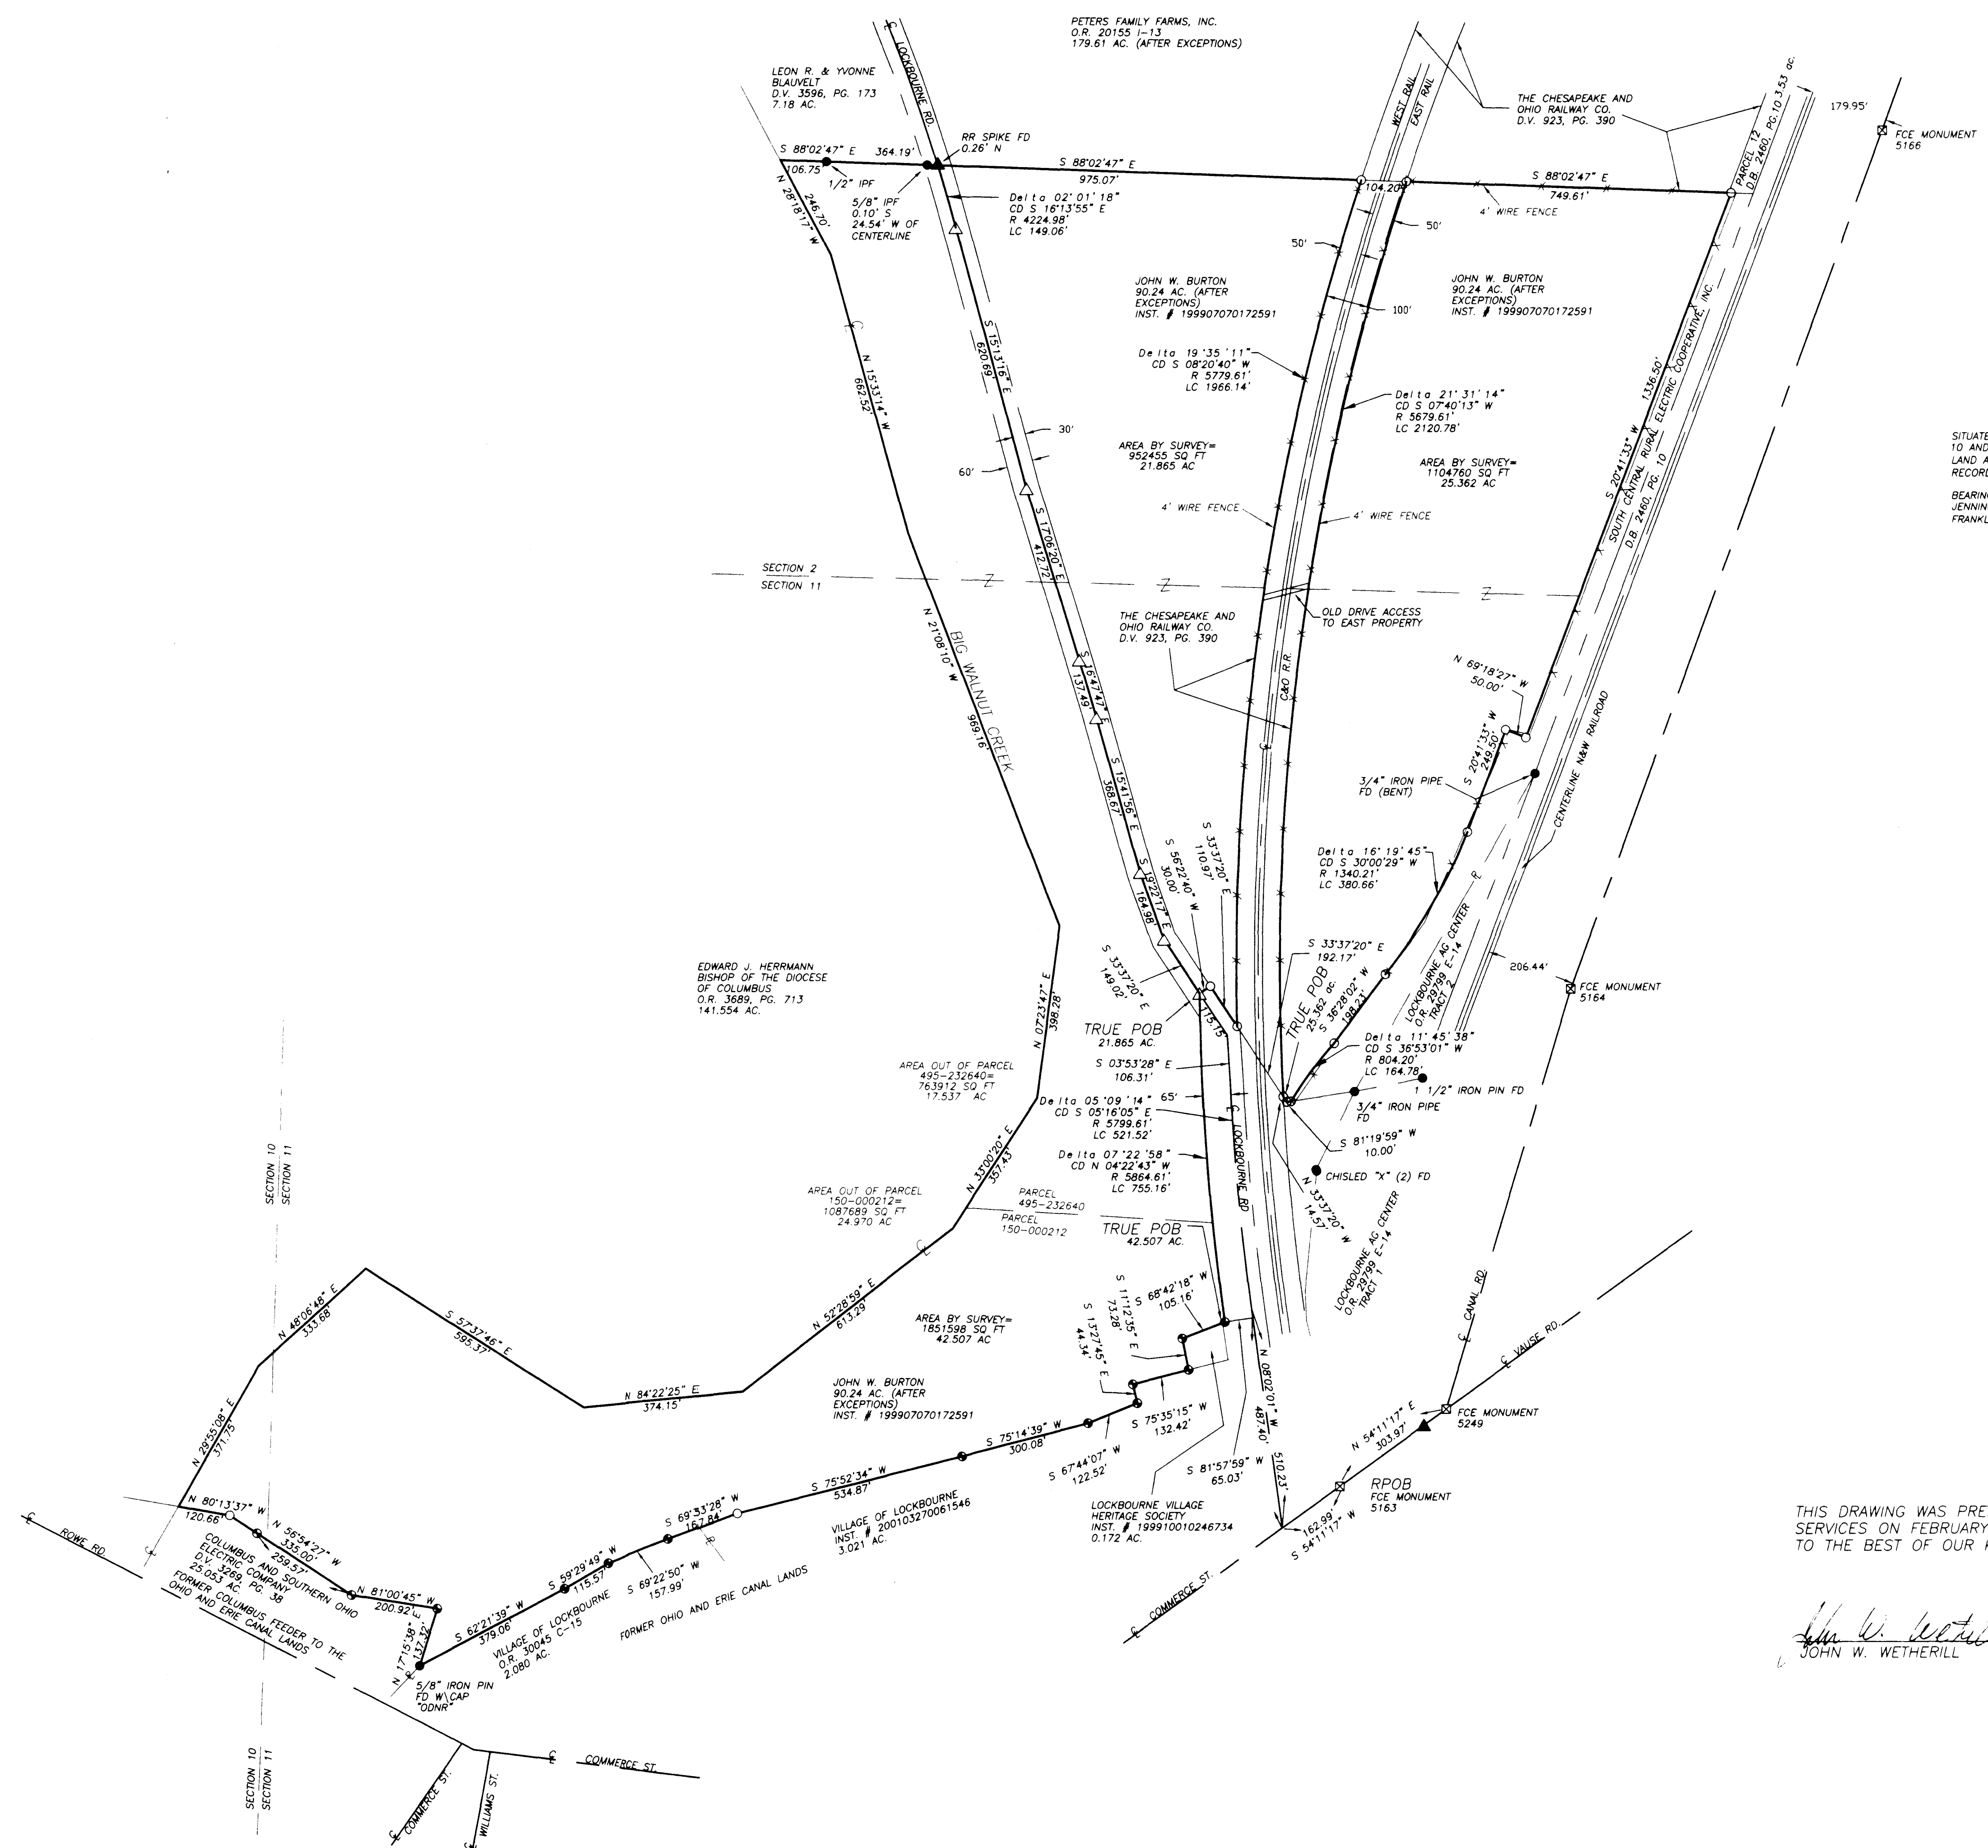 PETERS FAMILY FARMS, INC.
O.R. 20155 I-13
179.61 AC. (AFTER EXCEPTIONS)
LEON R. & YVONNE
BLAUVELT
D.V. 3596, PG. 173
7.18 AC.
℄
LOCKBOURNE RD.
RR SPIKE FD
0.26' N
WEST RAIL
EAST RAIL
THE CHESAPEAKE AND
OHIO RAILWAY CO.
D.V. 923, PG. 390
PARCEL 12
D.B. 2460, PG.10 3.53 ac.
179.95'
FCE MONUMENT
5166
S 88°02'47" E
364.19'
106.75'
1/2" IPF
5/8" IPF
0.10' S
24.54' W OF
CENTERLINE
S 88°02'47" E
975.07'
104.20'
S 88°02'47" E
749.61'
4' WIRE FENCE
N 28°18'17" W
246.70'
Delta 02°01'18"
CD S 16°13'55" E
R 4224.98'
LC 149.06'
50'
50'
JOHN W. BURTON
90.24 AC. (AFTER
EXCEPTIONS)
INST. # 199907070172591
JOHN W. BURTON
90.24 AC. (AFTER
EXCEPTIONS)
INST. # 199907070172591
100'
N 15°33'14" W
662.52'
S 15°13'16" E
620.69'
Delta 19°35'11"
CD S 08°20'40" W
R 5779.61'
LC 1966.14'
Delta 21°31'14"
CD S 07°40'13" W
R 5679.61'
LC 2120.78'
S 20°41'33" W
1336.50'
SOUTH CENTRAL RURAL ELECTRIC COOPERATIVE, INC.
D.B. 2460, PG. 10
30'
60'
AREA BY SURVEY=
952455 SQ FT
21.865 AC
AREA BY SURVEY=
1104760 SQ FT
25.362 AC
SITUATE
10 AND
LAND A
RECORD
BEARING
JENNIN
FRANKL
4' WIRE FENCE
4' WIRE FENCE
S 17°06'20" E
412.72'
SECTION 2
SECTION 11
OLD DRIVE ACCESS
TO EAST PROPERTY
THE CHESAPEAKE AND
OHIO RAILWAY CO.
D.V. 923, PG. 390
N 21°08'10" W
969.16'
BIG WALNUT CREEK
S 16°47'47" E
137.49'
C&O R.R.
℄
N 69°18'27" W
50.00'
S 20°41'33" W
249.50'
CENTERLINE N&W RAILROAD
3/4" IRON PIPE
FD (BENT)
S 15°41'56" E
368.67'
S 19°22'17" E
164.98'
S 56°22'40" W
30.00'
S 33°37'20" E
110.97'
Delta 16°19'45"
CD S 30°00'29" W
R 1340.21'
LC 380.66'
LOCKBOURNE AG CENTER
O.R. 29799 E-14
TRACT 2
206.44'
FCE MONUMENT
5164
EDWARD J. HERRMANN
BISHOP OF THE DIOCESE
OF COLUMBUS
O.R. 3689, PG. 713
141.554 AC.
S 33°37'20" E
149.02'
115.15'
S 33°37'20" E
192.17'
TRUE POB
21.865 AC.
TRUE POB
25.362 ac.
S 36°28'02" W
198.23'
Delta 11°45'38"
CD S 36°53'01" W
R 804.20'
LC 164.78'
1 1/2" IRON PIN FD
3/4" IRON PIPE
FD
N 07°23'47" E
398.28'
AREA OUT OF PARCEL
495-232640=
763912 SQ FT
17.537 AC
S 03°53'28" E
106.31'
Delta 05°09'14"
CD S 05°16'05" E
R 5799.61'
LC 521.52'
65'
℄ LOCKBOURNE RD
Delta 07°22'58"
CD N 04°22'43" W
R 5864.61'
LC 755.16'
S 81°19'59" W
10.00'
CHISLED "X" (2) FD
N 33°37'20" W
14.57'
LOCKBOURNE AG CENTER
O.R. 29799 E-14
TRACT 1
N 33°00'20" E
357.43'
SECTION 10
SECTION 11
AREA OUT OF PARCEL
150-000212=
1087689 SQ FT
24.970 AC
PARCEL
495-232640
PARCEL
150-000212
TRUE POB
42.507 AC.
N 52°28'59" E
613.29'
N 48°06'48" E
333.68'
S 57°37'46" E
595.37'
N 84°22'25" E
374.15'
AREA BY SURVEY=
1851598 SQ FT
42.507 AC
S 68°42'18" W
105.16'
S 11°12'35" E
73.28'
S 13°27'45" E
44.34'
JOHN W. BURTON
90.24 AC. (AFTER
EXCEPTIONS)
INST. # 199907070172591
N 08°02'01" W
487.40'
510.23'
℄ CANAL RD.
℄ VAUSE RD.
N 54°11'17" E
303.97'
FCE MONUMENT
5249
RPOB
FCE MONUMENT
5163
162.99'
S 54°11'17" W
S 75°35'15" W
132.42'
S 67°44'07" W
122.52'
S 81°57'59" W
65.03'
LOCKBOURNE VILLAGE
HERITAGE SOCIETY
INST. # 199910010246734
0.172 AC.
S 75°14'39" W
300.08'
S 75°52'34" W
534.87'
VILLAGE OF LOCKBOURNE
INST. # 200103270061546
3.021 AC.
S 69°33'28" W
167.84'
S 69°22'50" W
157.99'
S 59°29'49" W
115.57'
S 62°21'39" W
379.06'
VILLAGE OF LOCKBOURNE
O.R. 30045 C-15
2.080 AC.
FORMER OHIO AND ERIE CANAL LANDS
COMMERCE ST.
N 29°55'08" E
371.75'
N 80°13'37" W
120.66'
N 56°54'27" W
335.00'
259.57'
N 81°00'45" W
200.92'
N 17°15'38" E
137.32'
℄ ROWE RD.
COLUMBUS AND SOUTHERN OHIO
ELECTRIC COMPANY
D.V. 3269, PG. 38
25.053 AC.
FORMER COLUMBUS FEEDER TO THE
OHIO AND ERIE CANAL LANDS
5/8" IRON PIN
FD W\CAP
"ODNR"
SECTION 10
SECTION 11
℄ COMMERCE ST.
℄ COMMERCE ST.
℄ WILLIAMS ST.
THIS DRAWING WAS PRE
SERVICES ON FEBRUARY
TO THE BEST OF OUR
John W. Wetherill
JOHN W. WETHERILL